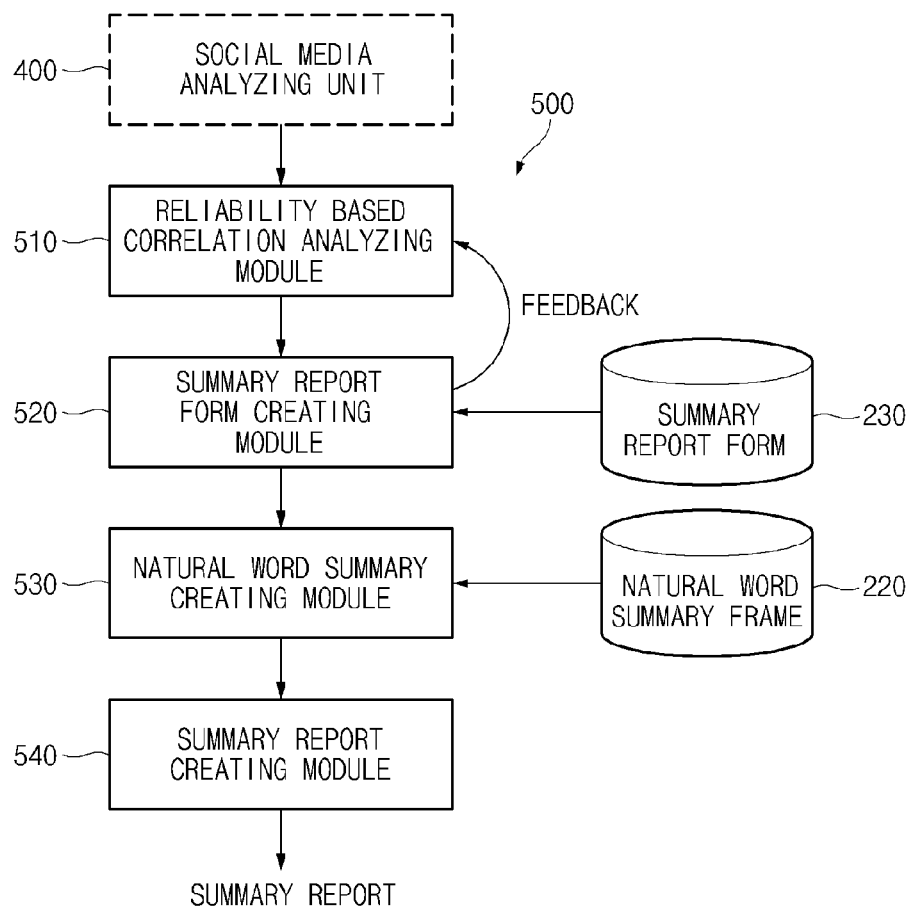 SOCIAL MEDIA
ANALYZING UNIT
400
500
RELIABILITY BASED
CORRELATION ANALYZING
MODULE
510
FEEDBACK
SUMMARY REPORT
FORM CREATING
MODULE
520
SUMMARY
REPORT FORM
230
NATURAL WORD SUMMARY
CREATING MODULE
530
NATURAL WORD
SUMMARY FRAME
220
SUMMARY REPORT
CREATING MODULE
540
SUMMARY REPORT